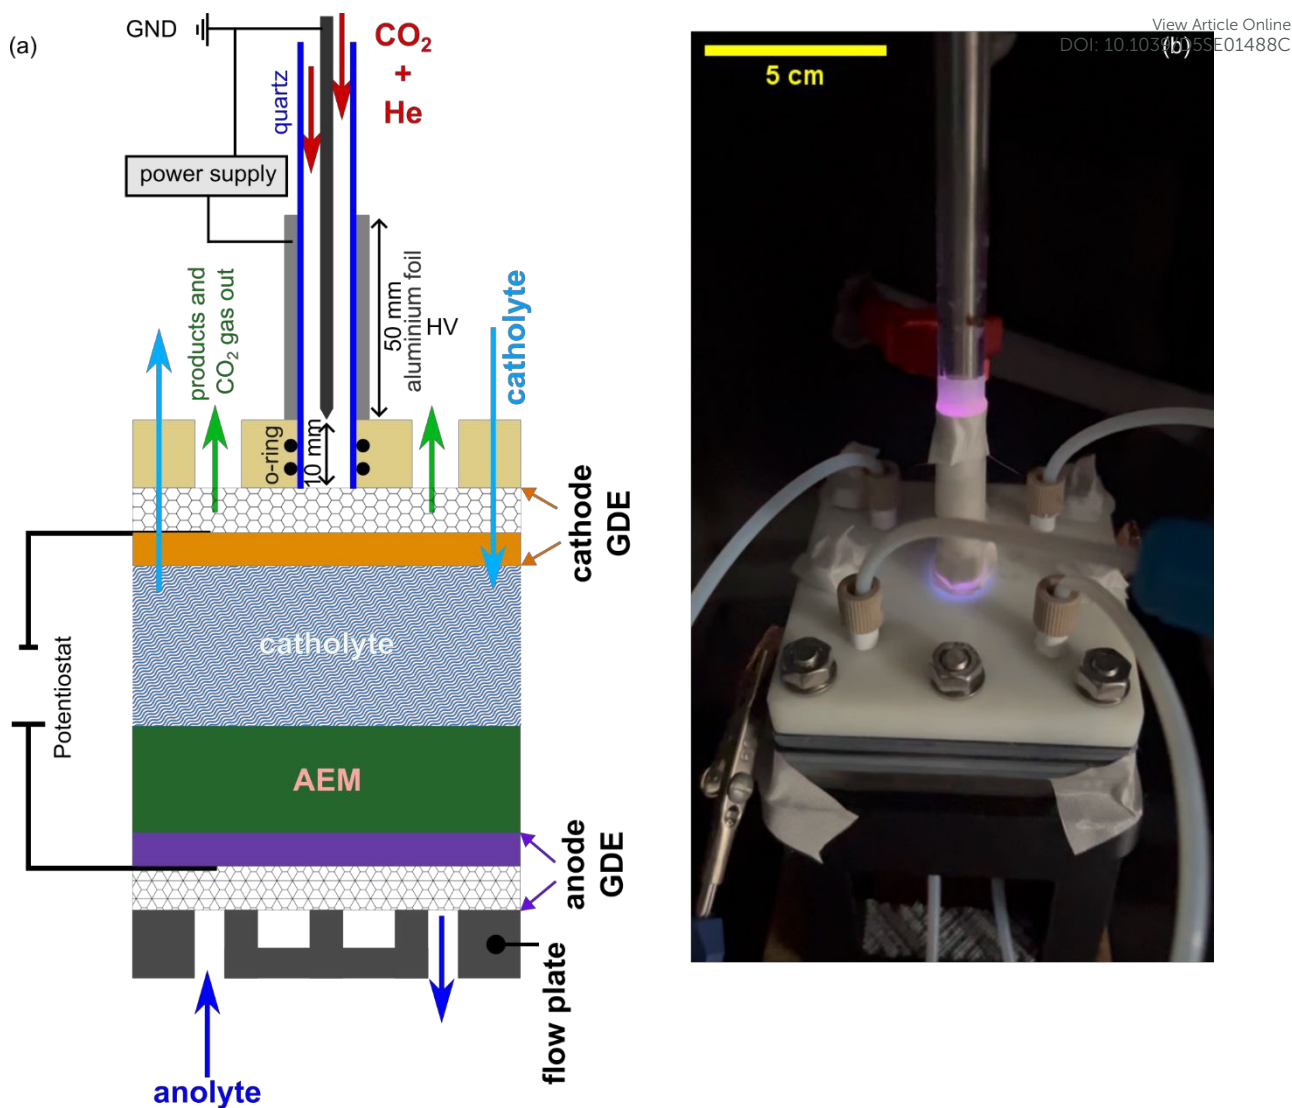 View Article Online
DOI: 10.1039/D5SE01488C
(a)
GND
CO2
+
He
quartz
power supply
products and
CO2 gas out
50 mm
aluminium foil
HV
catholyte
o-ring
10 mm
cathode
GDE
catholyte
Potentiostat
AEM
anode
GDE
flow plate
anolyte
(b)
5 cm